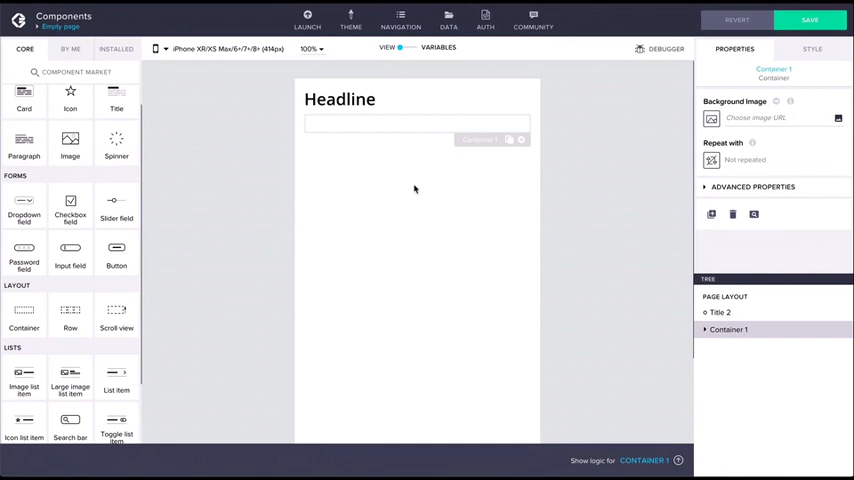 Components
Empty page
LAUNCH
THEME
NAVIGATION
DATA
AUTH
COMMUNITY
REVERT
SAVE
CORE
BY ME
INSTALLED
iPhone XR/XS Max/6+/7+/8+ (414px)
100%
VIEW
VARIABLES
DEBUGGER
PROPERTIES
STYLE
COMPONENT MARKET
Card
Icon
Title
Paragraph
Image
Spinner
FORMS
Dropdown
field
Checkbox
field
Slider field
Password
field
Input field
Button
LAYOUT
Container
Row
Scroll view
LISTS
Image list
item
Large image
list item
List item
Icon list item
Search bar
Toggle list
item
Headline
Container 1
Container 1
Container
Background Image
Choose image URL
Repeat with
Not repeated
ADVANCED PROPERTIES
TREE
PAGE LAYOUT
Title 2
Container 1
Show logic for CONTAINER 1